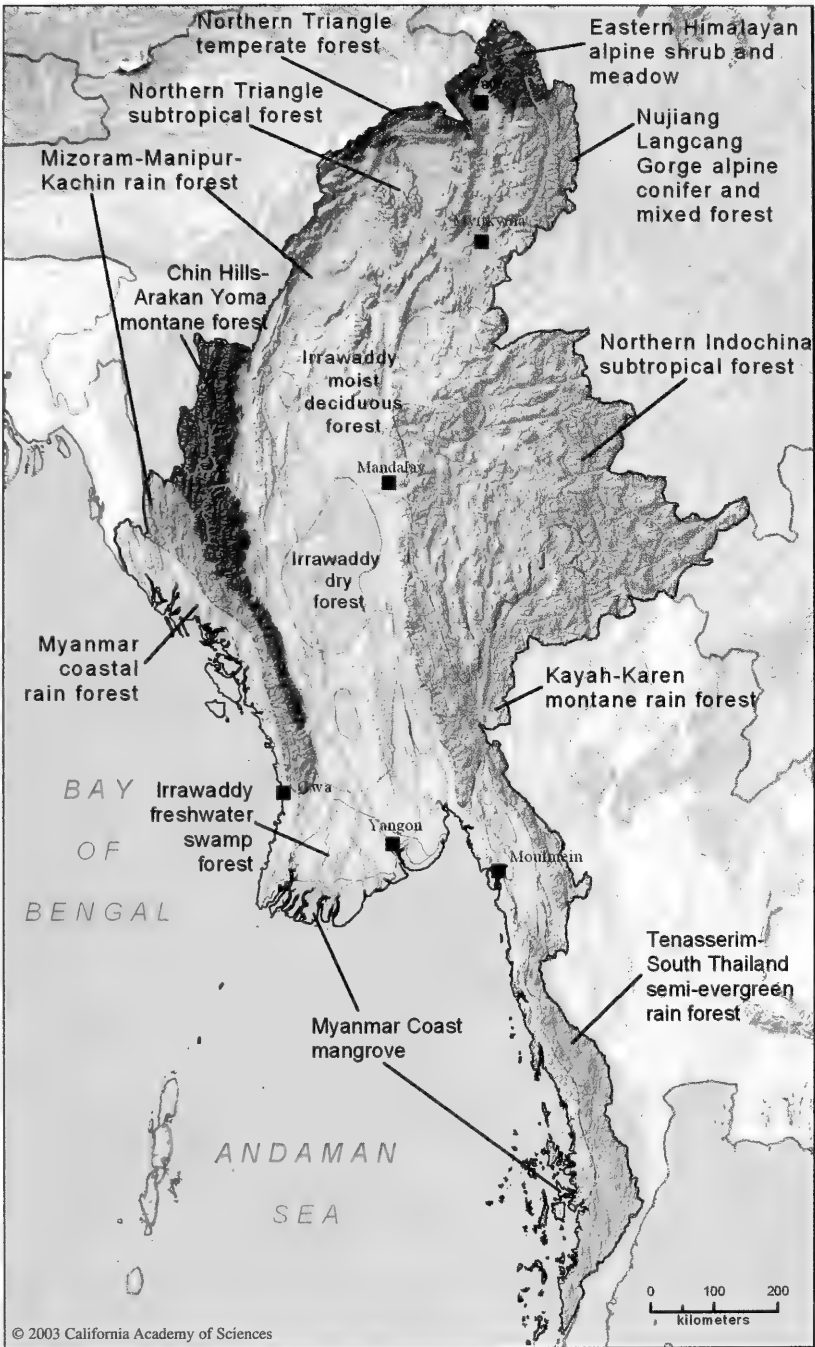 Northern Triangle
temperate forest
Eastern Himalayan
alpine shrub and
meadow
Northern Triangle
subtropical forest
Nujiang
Langcang
Gorge alpine
conifer and
mixed forest
Mizoram-Manipur-
Kachin rain forest
Chin Hills-
Arakan Yoma
montane forest
Northern Indochina
subtropical forest
Irrawaddy
moist
deciduous
forest
Mandalay
Irrawaddy
dry
forest
Myanmar
coastal
rain forest
Kayah-Karen
montane rain forest
BAY
OF
BENGAL
Irrawaddy
freshwater
swamp
forest
Gwa
Yangon
Moulmein
Tenasserim-
South Thailand
semi-evergreen
rain forest
Myanmar Coast
mangrove
ANDAMAN
SEA
0 100 200
kilometers
© 2003 California Academy of Sciences